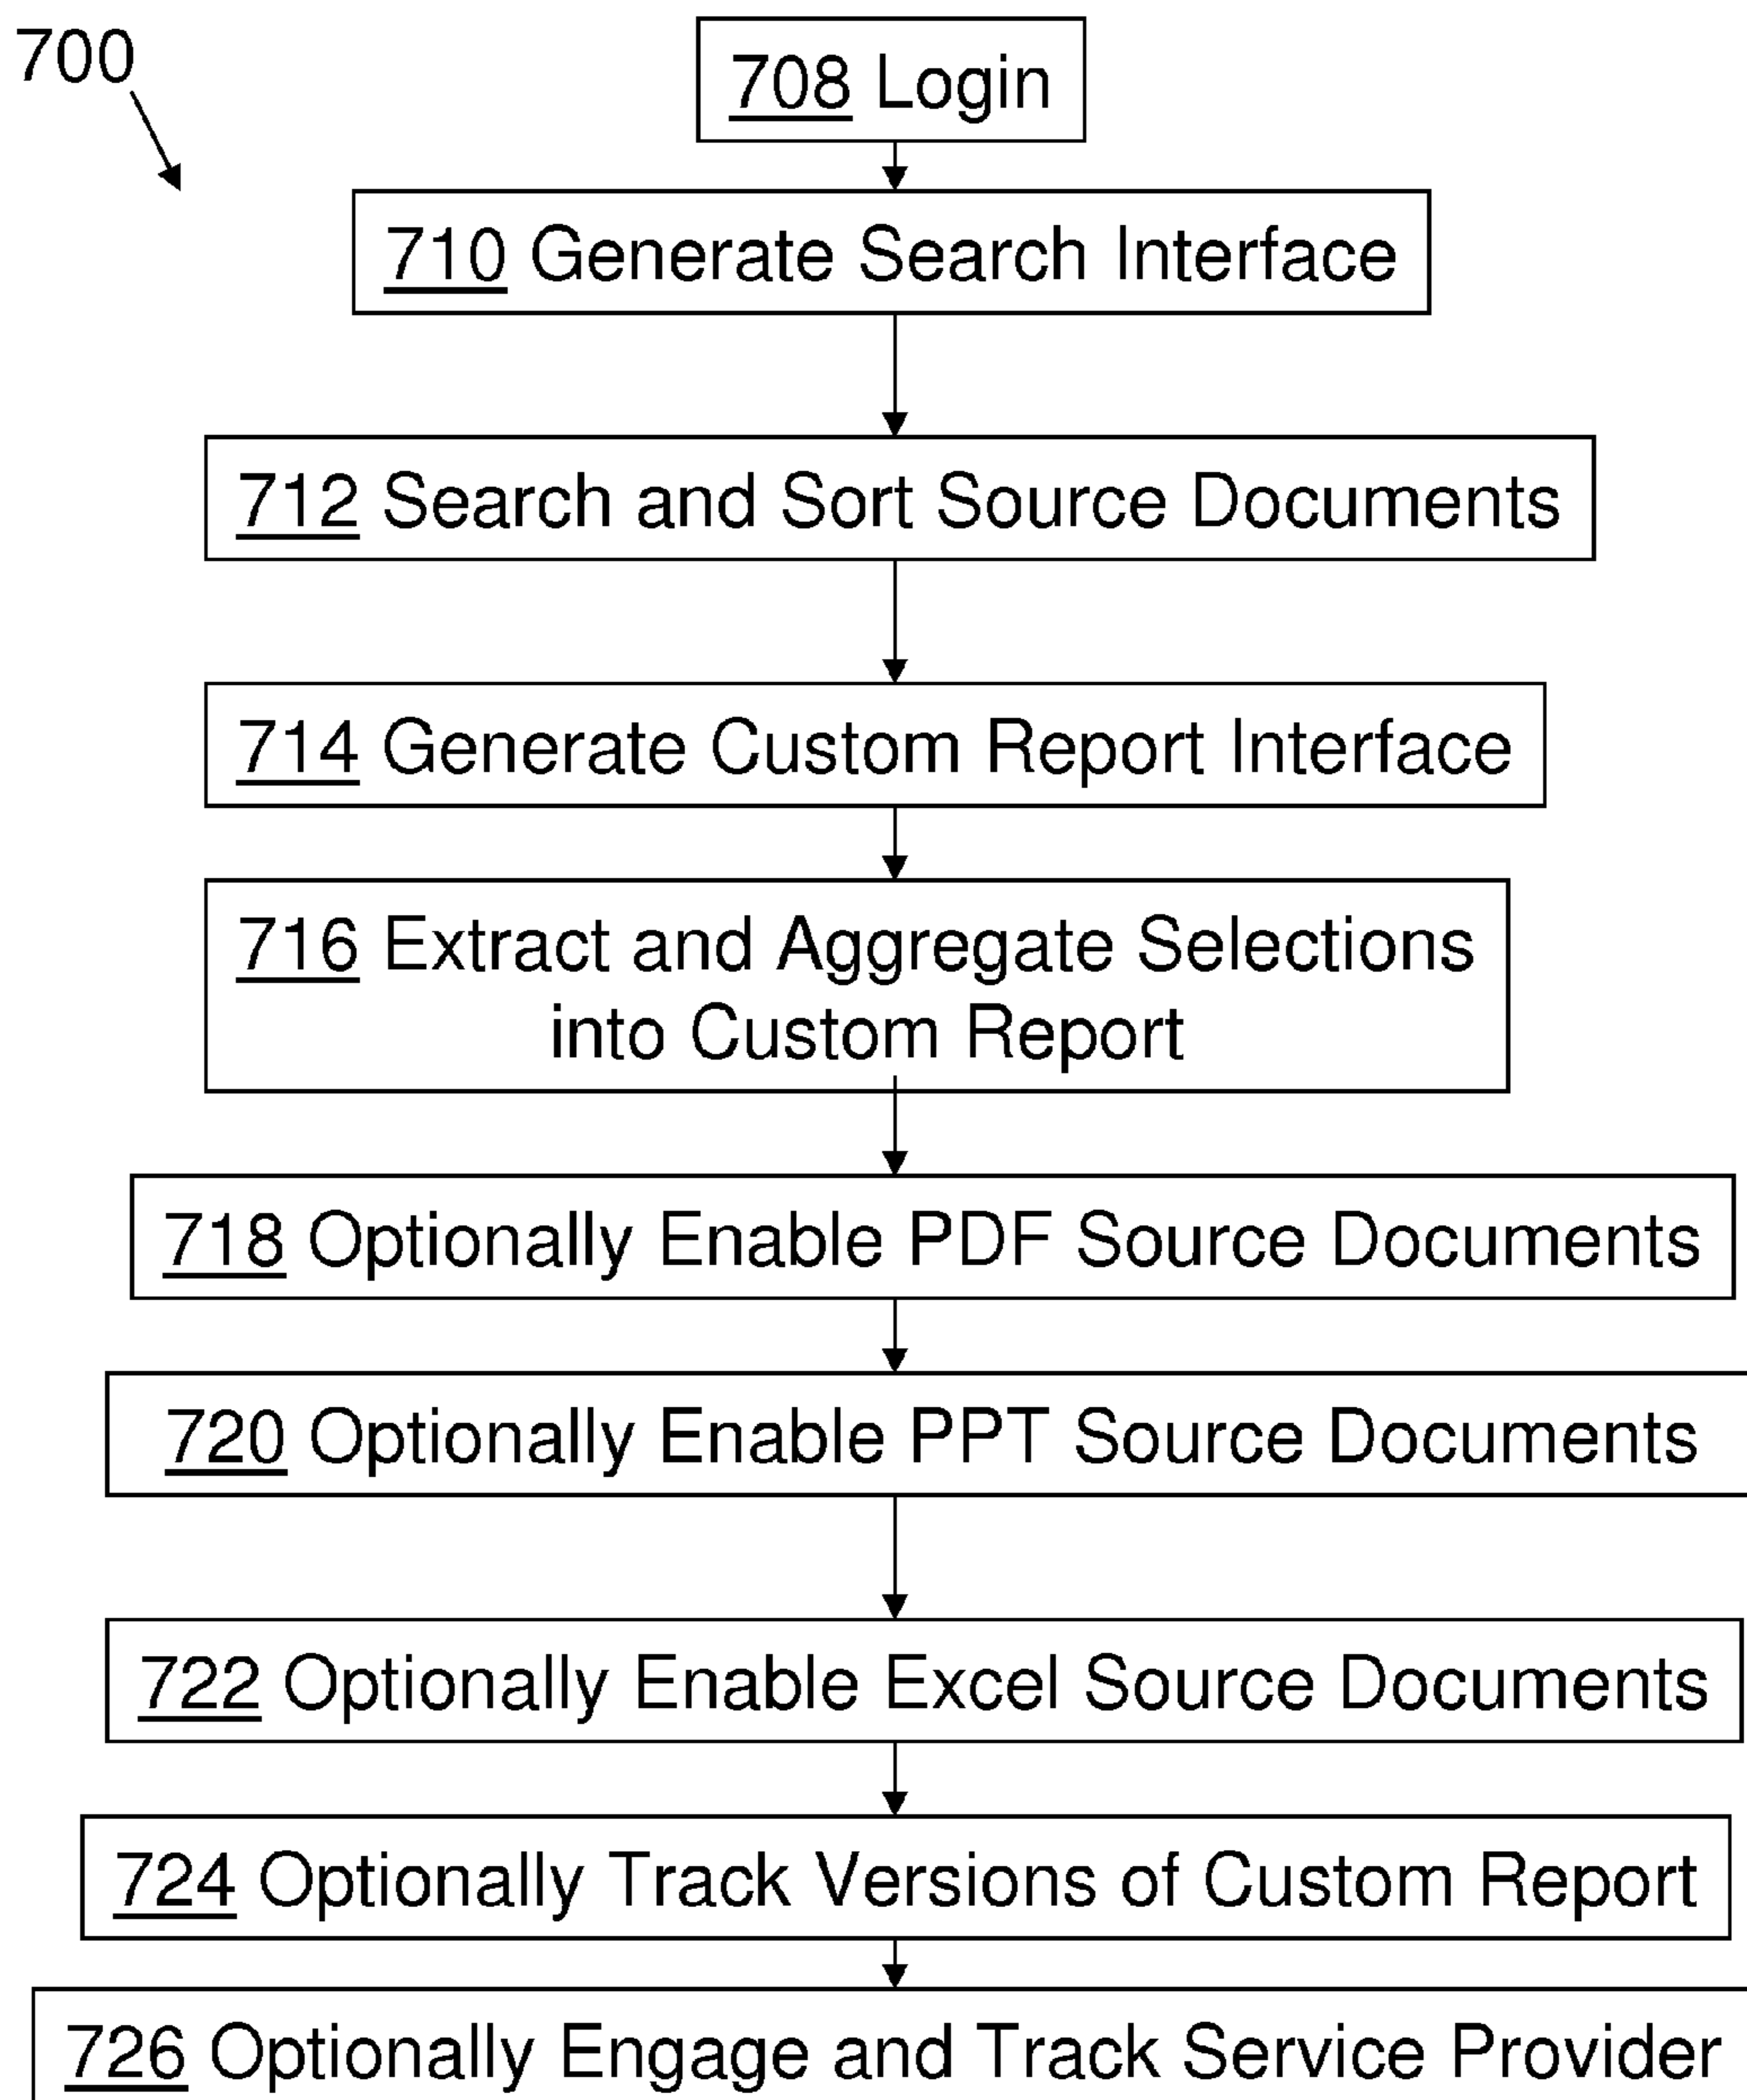 700
708 Login
710 Generate Search Interface
712 Search and Sort Source Documents
714 Generate Custom Report Interface
716 Extract and Aggregate Selections
into Custom Report
718 Optionally Enable PDF Source Documents
720 Optionally Enable PPT Source Documents
722 Optionally Enable Excel Source Documents
724 Optionally Track Versions of Custom Report
726 Optionally Engage and Track Service Provider